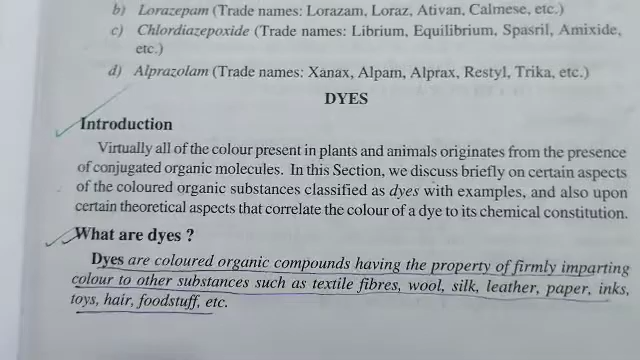 b) Lorazepam (Trade names: Lorazam, Loraz, Ativan, Calmese, etc.)
c) Chlordiazepoxide (Trade names: Librium, Equilibrium, Spasril, Amixide,
etc.)
d) Alprazolam (Trade names: Xanax, Alpam, Alprax, Restyl, Trika, etc.)
DYES
Introduction
Virtually all of the colour present in plants and animals originates from the presence
of conjugated organic molecules. In this Section, we discuss briefly on certain aspects
of the coloured organic substances classified as dyes with examples, and also upon
certain theoretical aspects that correlate the colour of a dye to its chemical constitution.
What are dyes ?
Dyes are coloured organic compounds having the property of firmly imparting
colour to other substances such as textile fibres, wool, silk, leather, paper, inks,
toys, hair, foodstuff, etc.